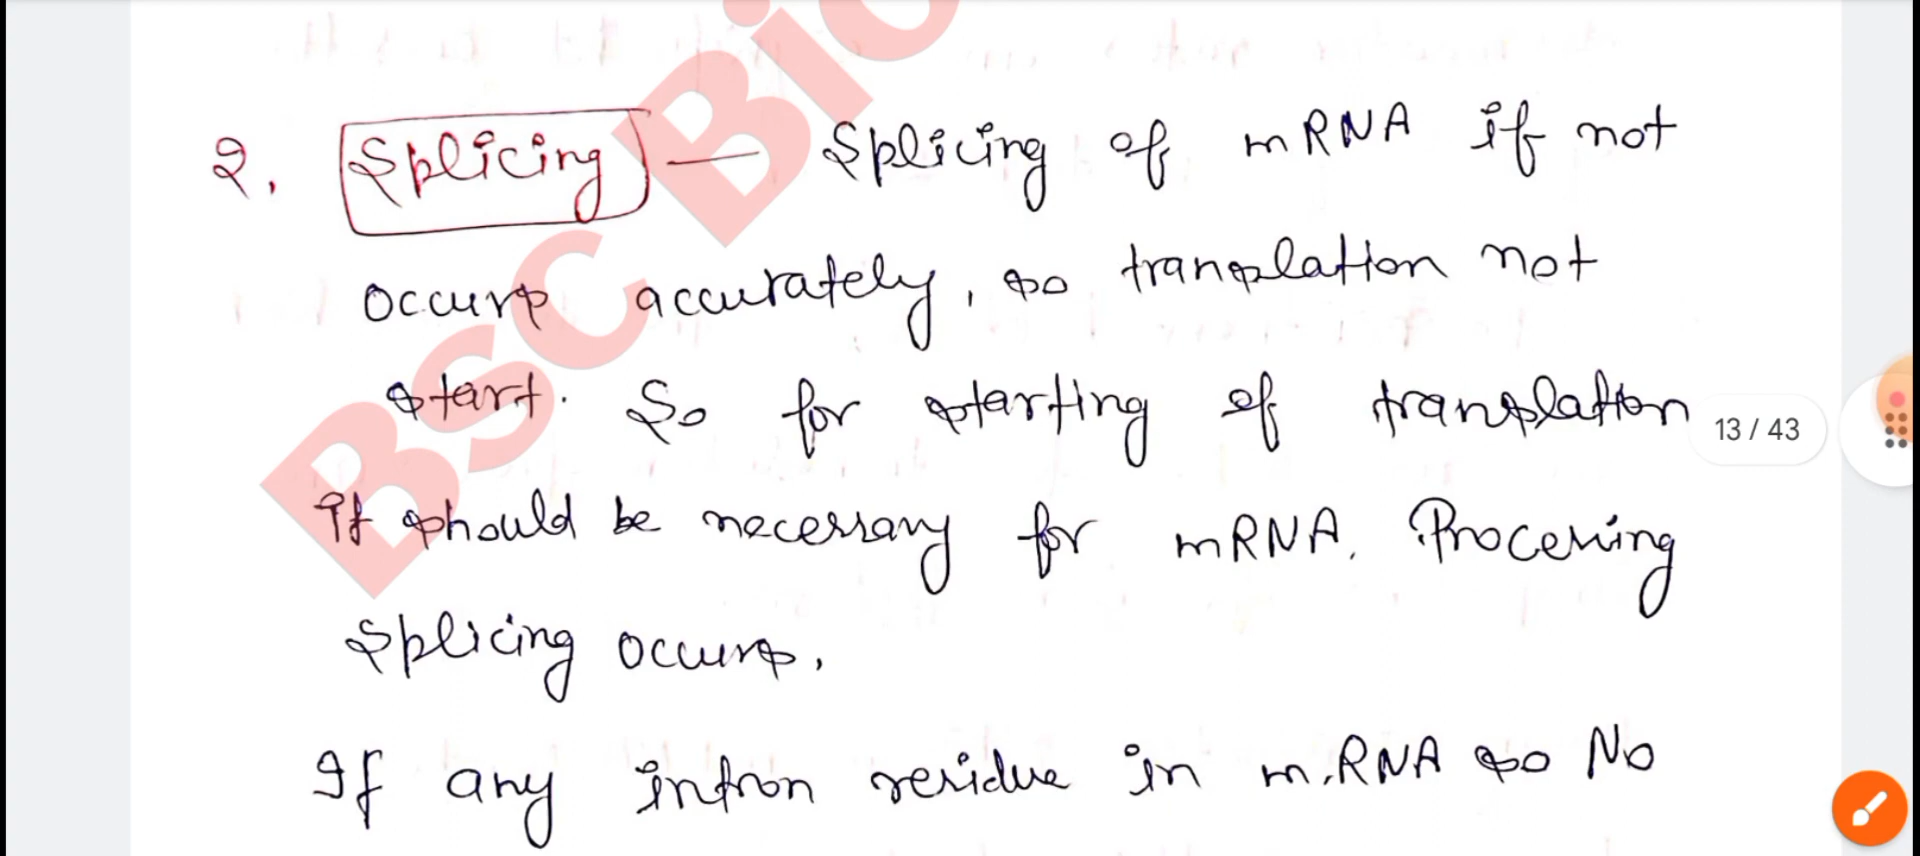 2. Splicing — Splicing of mRNA if not
occurs accurately, so translation not
start. So for starting of translation
It should be necessary for mRNA. Processing
Splicing occurs.
If any intron residue in m.RNA so No
BSc Bio
13 / 43